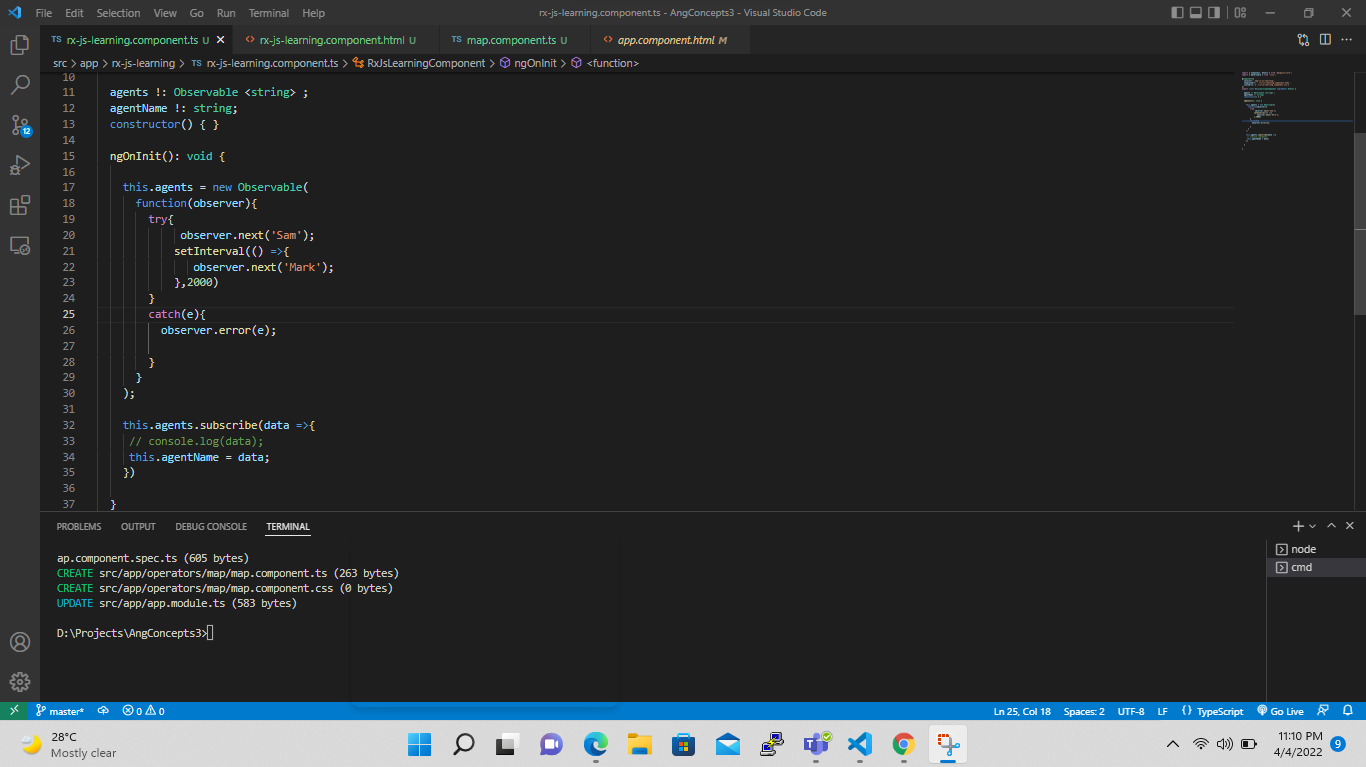 File Edit Selection View Go Run Terminal Help rx-js-learning.component.ts - AngConcepts3 - Visual Studio Code
TS rx-js-learning.component.ts U <> rx-js-learning.component.html U TS map.component.ts U <> app.component.html M
src > app > rx-js-learning > TS rx-js-learning.component.ts > RxJsLearningComponent > ngOnInit > <function>
10
11 agents !: Observable <string> ;
12 agentName !: string;
13 constructor() { }
14
15 ngOnInit(): void {
16
17 this.agents = new Observable(
18 function(observer){
19 try{
20 observer.next('Sam');
21 setInterval(() =>{
22 observer.next('Mark');
23 },2000)
24 }
25 catch(e){
26 observer.error(e);
27
28 }
29 }
30 );
31
32 this.agents.subscribe(data =>{
33 // console.log(data);
34 this.agentName = data;
35 })
36
37 }
12
PROBLEMS OUTPUT DEBUG CONSOLE TERMINAL
node
cmd
ap.component.spec.ts (605 bytes)
CREATE src/app/operators/map/map.component.ts (263 bytes)
CREATE src/app/operators/map/map.component.css (0 bytes)
UPDATE src/app/app.module.ts (583 bytes)
D:\Projects\AngConcepts3>
master* 0 0 Ln 25, Col 18 Spaces: 2 UTF-8 LF {} TypeScript Go Live
28°C
Mostly clear
11:10 PM
4/4/2022 9